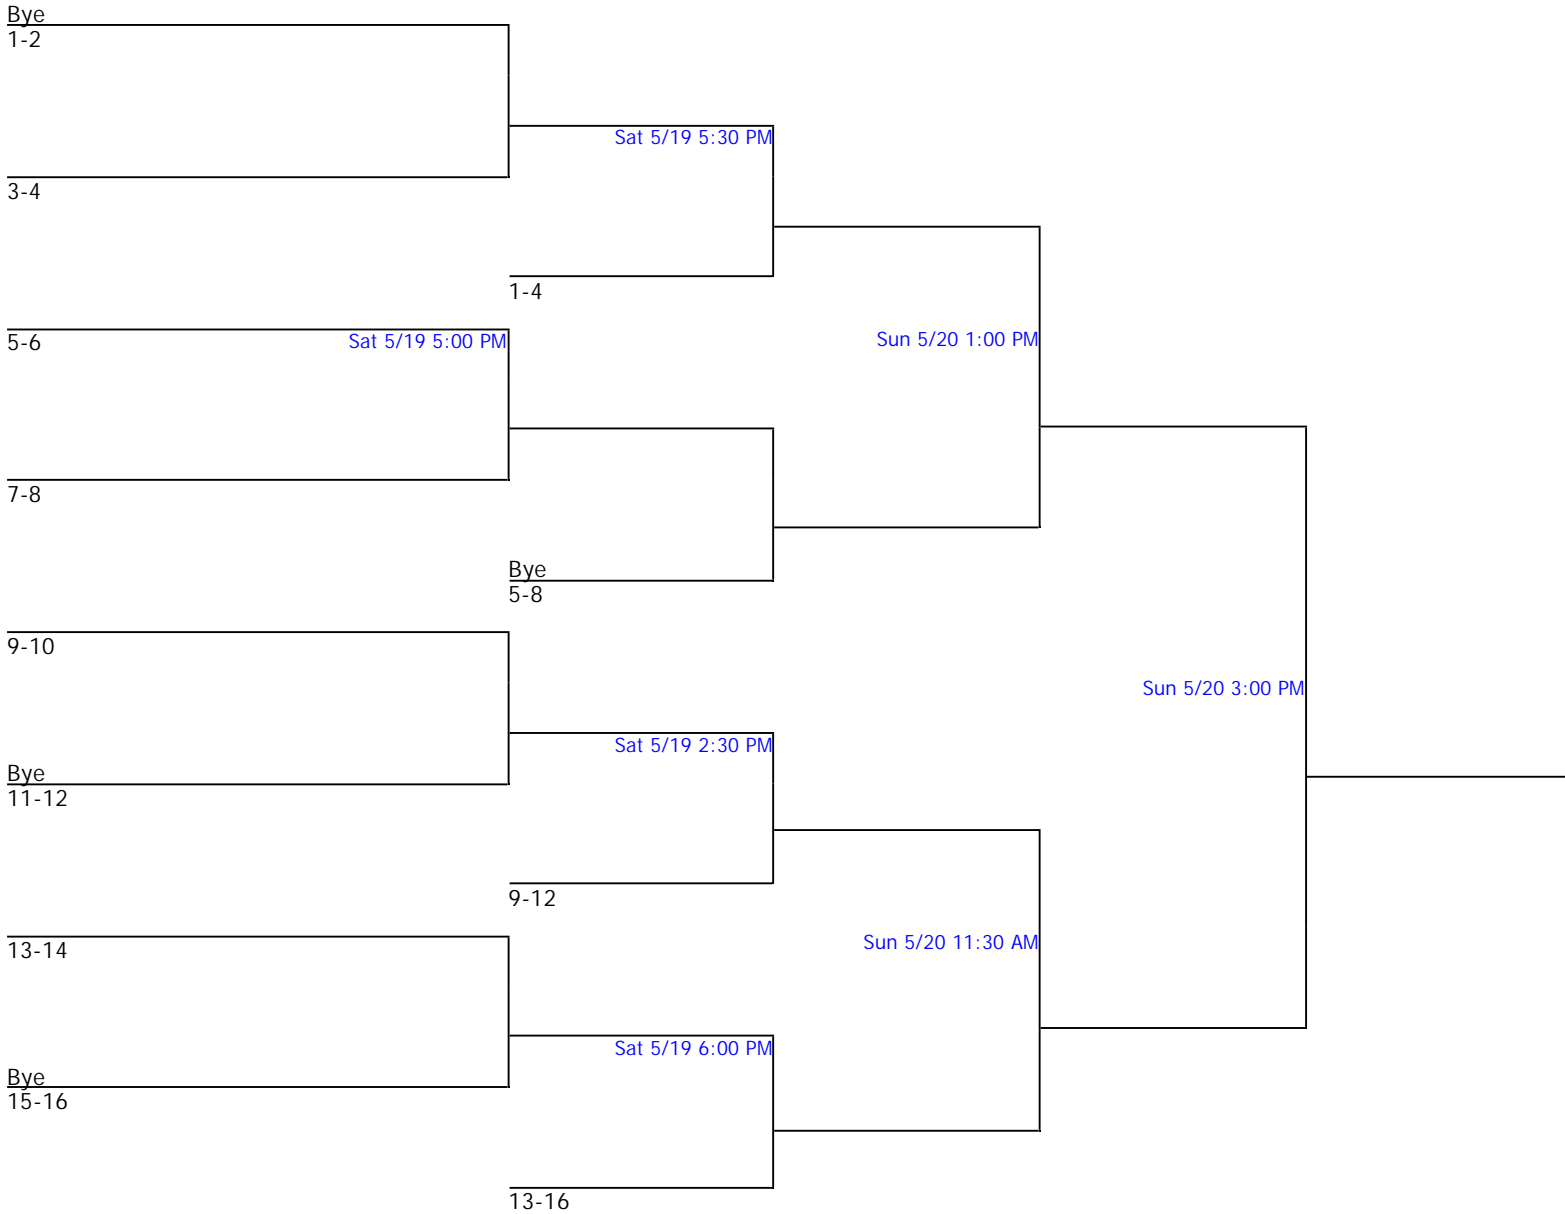 Bye
1-2
Sat 5/19 5:30 PM
3-4
1-4
5-6
Sat 5/19 5:00 PM
Sun 5/20 1:00 PM
7-8
Bye
5-8
9-10
Sun 5/20 3:00 PM
Sat 5/19 2:30 PM
Bye
11-12
9-12
13-14
Sun 5/20 11:30 AM
Sat 5/19 6:00 PM
Bye
15-16
13-16